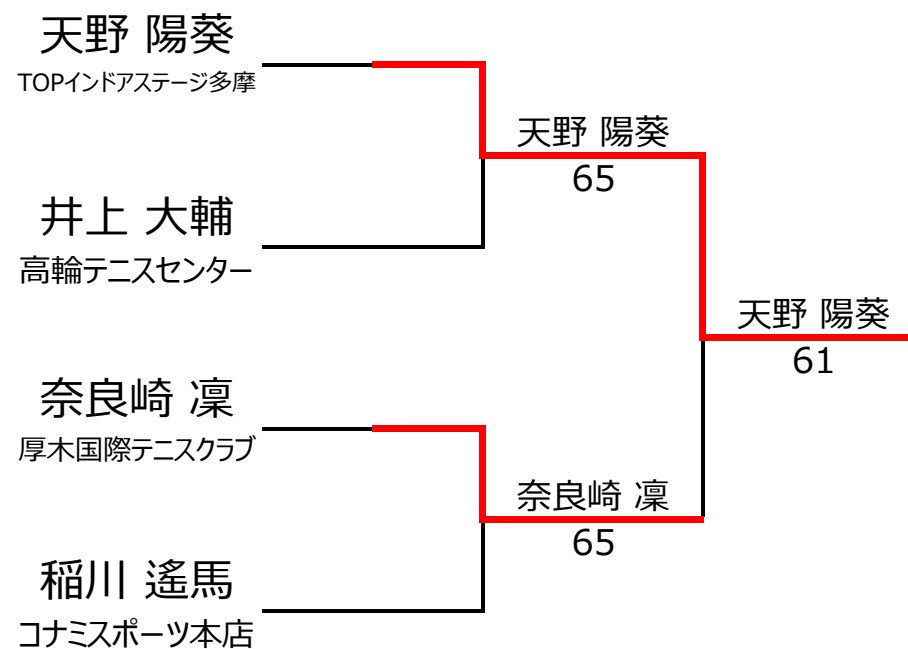 天野 陽葵
TOPインドアステージ多摩
天野 陽葵
65
井上 大輔
高輪テニスセンター
天野 陽葵
61
奈良崎 凜
厚木国際テニスクラブ
奈良崎 凜
65
稲川 遙馬
コナミスポーツ本店